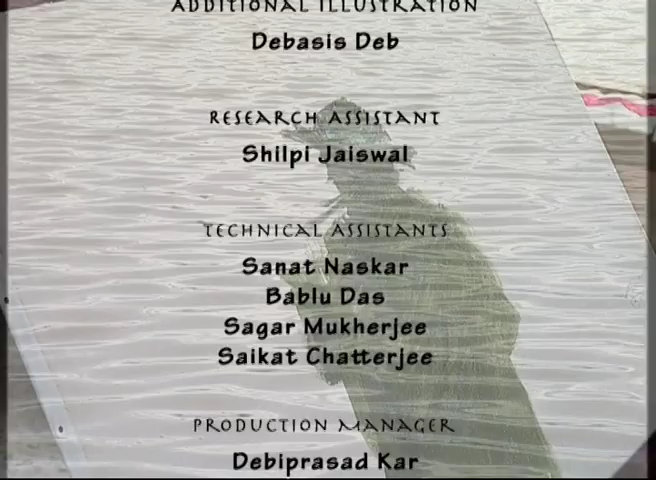 ADDITIONAL ILLUSTRATION
Debasis Deb
RESEARCH ASSISTANT
Shilpi Jaiswal
TECHNICAL ASSISTANTS
Sanat Naskar
Bablu Das
Sagar Mukherjee
Saikat Chatterjee
PRODUCTION MANAGER
Debiprasad Kar